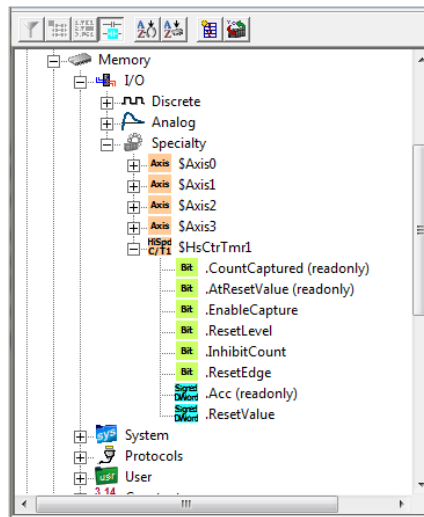 Memory
I/O
Discrete
Analog
Specialty
Axis $Axis0
Axis $Axis1
Axis $Axis2
Axis $Axis3
HiSpd C/T1 $HsCtrTmr1
Bit .CountCaptured (readonly)
Bit .AtResetValue (readonly)
Bit .EnableCapture
Bit .ResetLevel
Bit .InhibitCount
Bit .ResetEdge
Signed DWord .Acc (readonly)
Signed DWord .ResetValue
sys System
Protocols
usr User
3.14